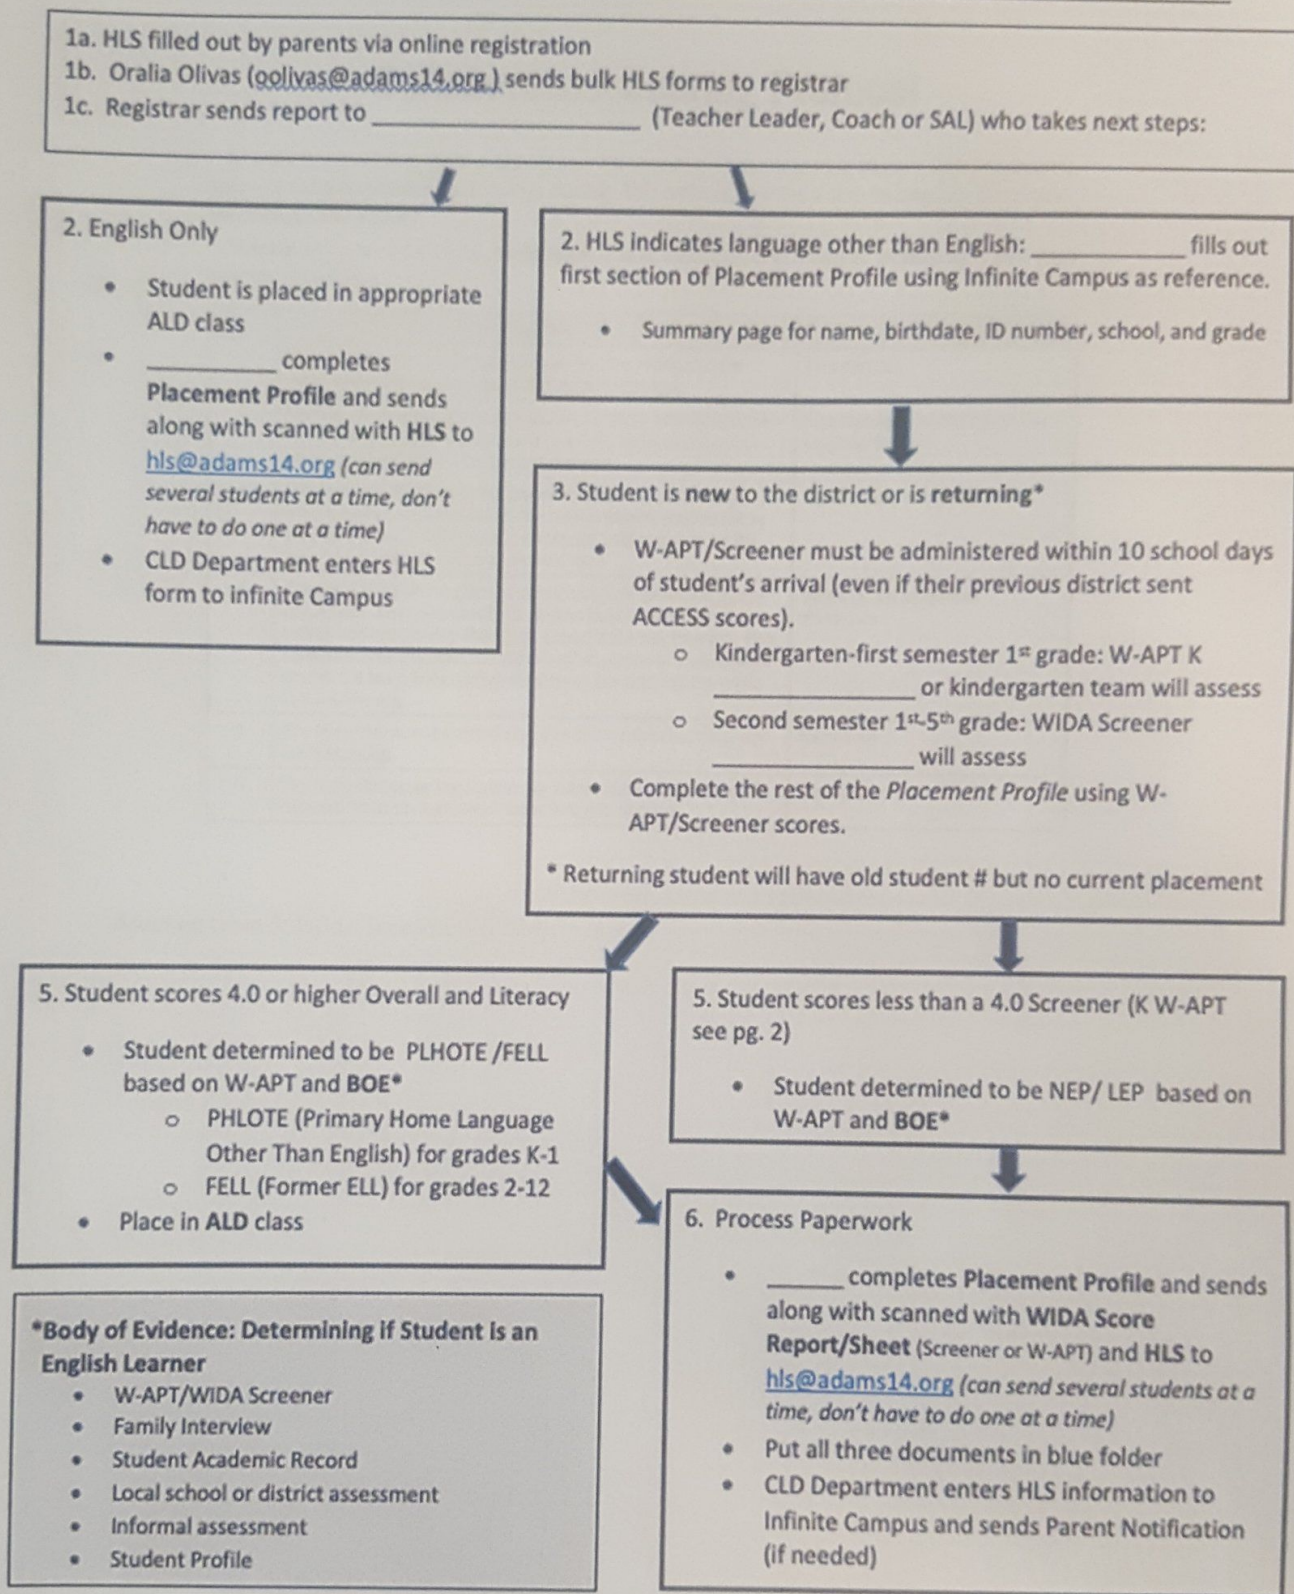 1a. HLS filled out by parents via online registration
1b. Oralia Olivas (oolivas@adams14.org ) sends bulk HLS forms to registrar
1c. Registrar sends report to ______________________ (Teacher Leader, Coach or SAL) who takes next steps:
2. English Only
• Student is placed in appropriate
ALD class
• ___________ completes
Placement Profile and sends
along with scanned with HLS to
hls@adams14.org (can send
several students at a time, don't
have to do one at a time)
• CLD Department enters HLS
form to infinite Campus
2. HLS indicates language other than English: _____________ fills out
first section of Placement Profile using Infinite Campus as reference.
• Summary page for name, birthdate, ID number, school, and grade
3. Student is new to the district or is returning*
• W-APT/Screener must be administered within 10 school days
of student's arrival (even if their previous district sent
ACCESS scores).
o Kindergarten-first semester 1st grade: W-APT K
_________________ or kindergarten team will assess
o Second semester 1st-5th grade: WIDA Screener
_________________ will assess
• Complete the rest of the Placement Profile using W-
APT/Screener scores.
* Returning student will have old student # but no current placement
5. Student scores 4.0 or higher Overall and Literacy
• Student determined to be PLHOTE /FELL
based on W-APT and BOE*
o PHLOTE (Primary Home Language
Other Than English) for grades K-1
o FELL (Former ELL) for grades 2-12
• Place in ALD class
5. Student scores less than a 4.0 Screener (K W-APT
see pg. 2)
• Student determined to be NEP/ LEP based on
W-APT and BOE*
*Body of Evidence: Determining if Student is an
English Learner
• W-APT/WIDA Screener
• Family Interview
• Student Academic Record
• Local school or district assessment
• Informal assessment
• Student Profile
6. Process Paperwork
• ______ completes Placement Profile and sends
along with scanned with WIDA Score
Report/Sheet (Screener or W-APT) and HLS to
hls@adams14.org (can send several students at a
time, don't have to do one at a time)
• Put all three documents in blue folder
• CLD Department enters HLS information to
Infinite Campus and sends Parent Notification
(if needed)